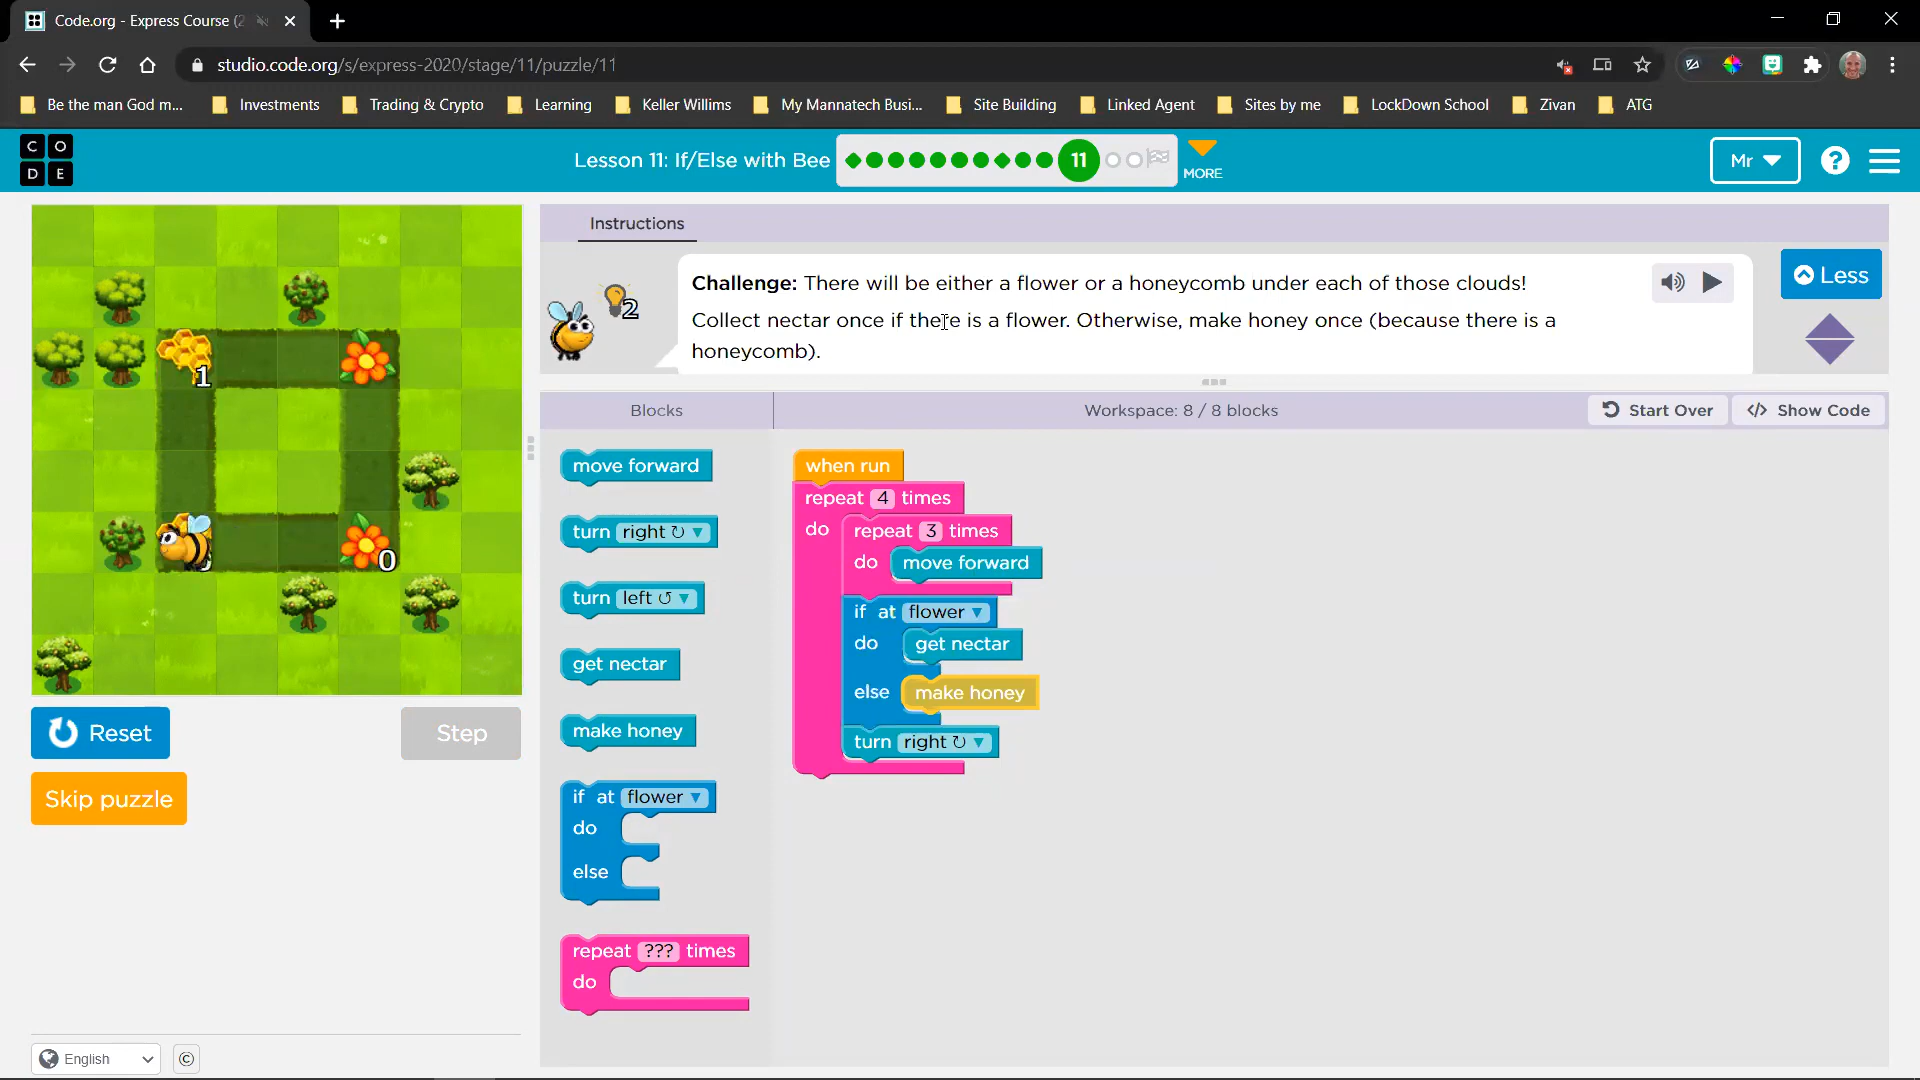 Code.org - Express Course (2
studio.code.org/s/express-2020/stage/11/puzzle/11
Be the man God m...
Investments
Trading & Crypto
Learning
Keller Willims
My Mannatech Busi...
Site Building
Linked Agent
Sites by me
LockDown School
Zivan
ATG
C O
D E
Lesson 11: If/Else with Bee
11
MORE
Mr
?
Instructions
2
Challenge: There will be either a flower or a honeycomb under each of those clouds!
Collect nectar once if there is a flower. Otherwise, make honey once (because there is a
honeycomb).
Less
1
0
Blocks
Workspace: 8 / 8 blocks
Start Over
</> Show Code
move forward
turn right ↻ ▼
turn left ↺ ▼
get nectar
make honey
if at flower ▼
do
else
repeat ??? times
do
when run
repeat 4 times
do
repeat 3 times
do move forward
if at flower ▼
do get nectar
else make honey
turn right ↻ ▼
Reset
Step
Skip puzzle
English
©